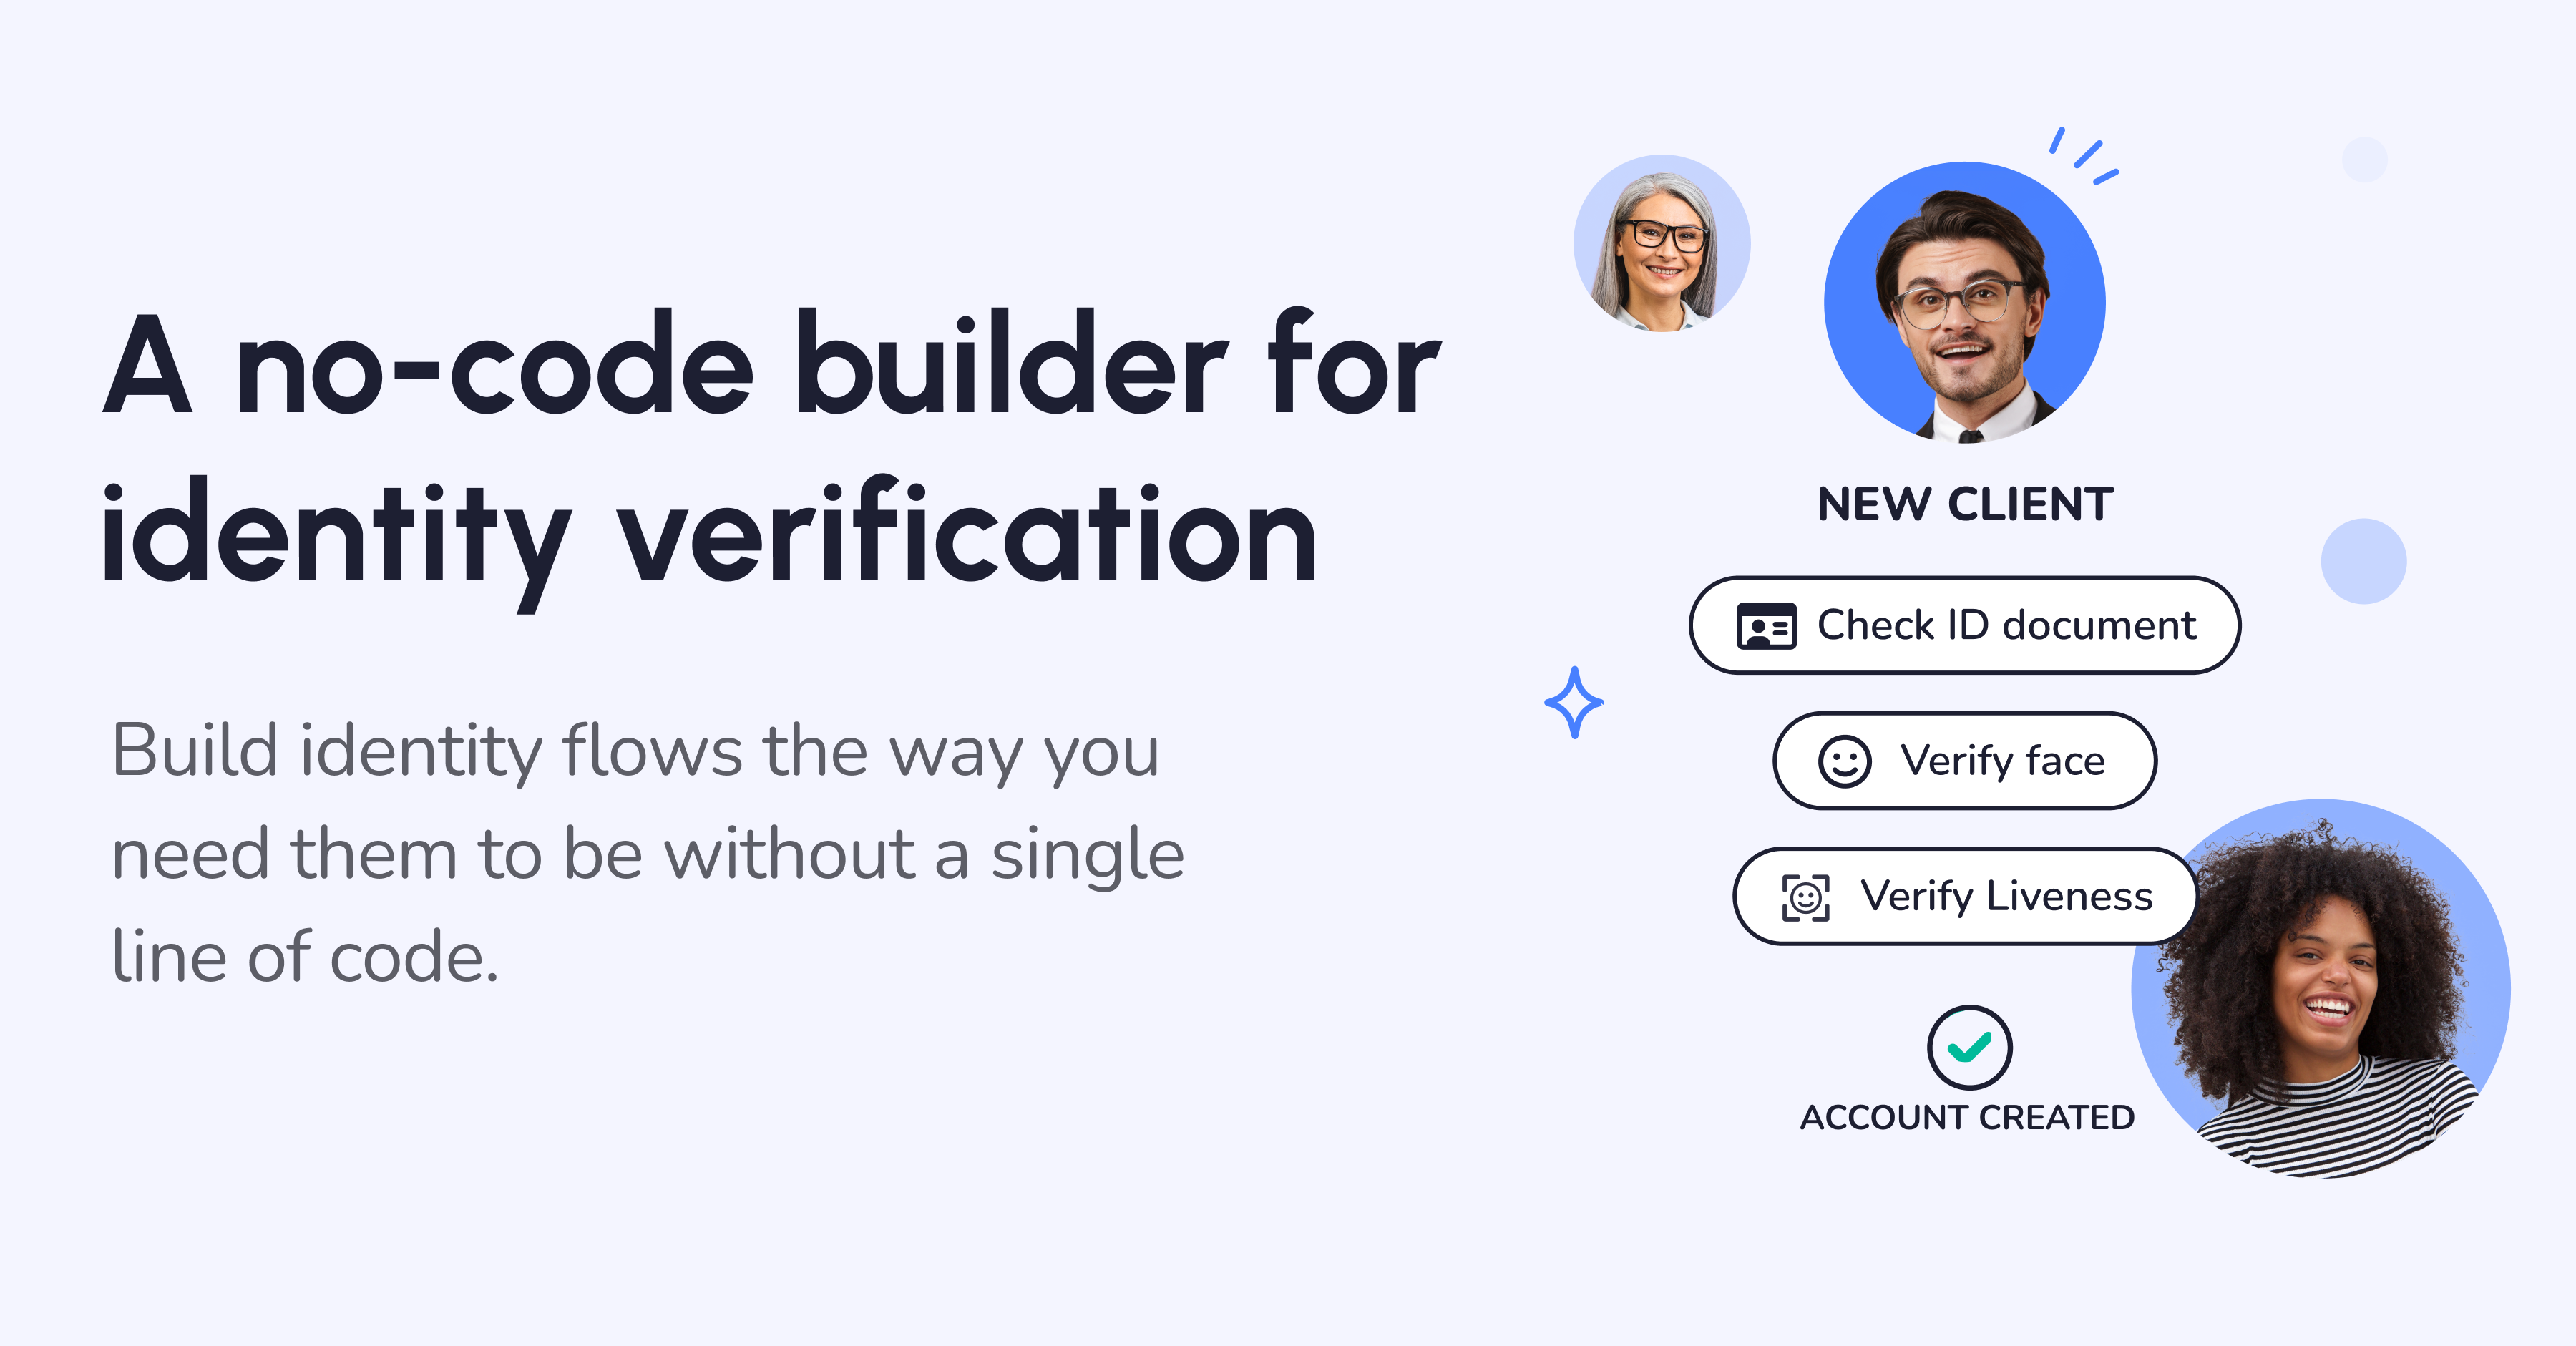 A no-code builder for
identity verification
Build identity flows the way you
need them to be without a single
line of code.
NEW CLIENT
Check ID document
Verify face
Verify Liveness
ACCOUNT CREATED